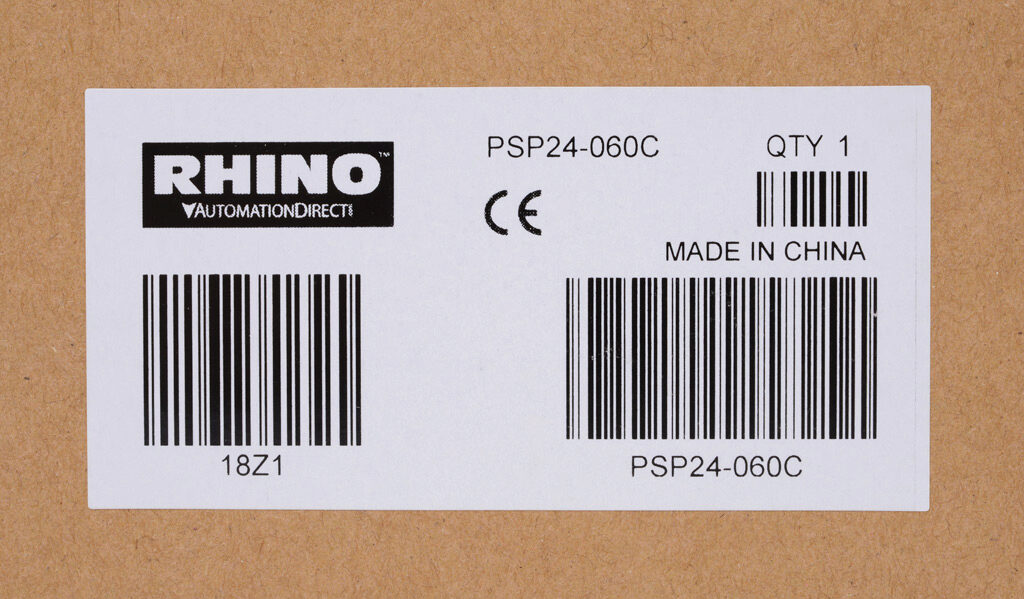 RHINO™
AUTOMATIONDIRECT
PSP24-060C
CE
QTY 1
MADE IN CHINA
18Z1
PSP24-060C